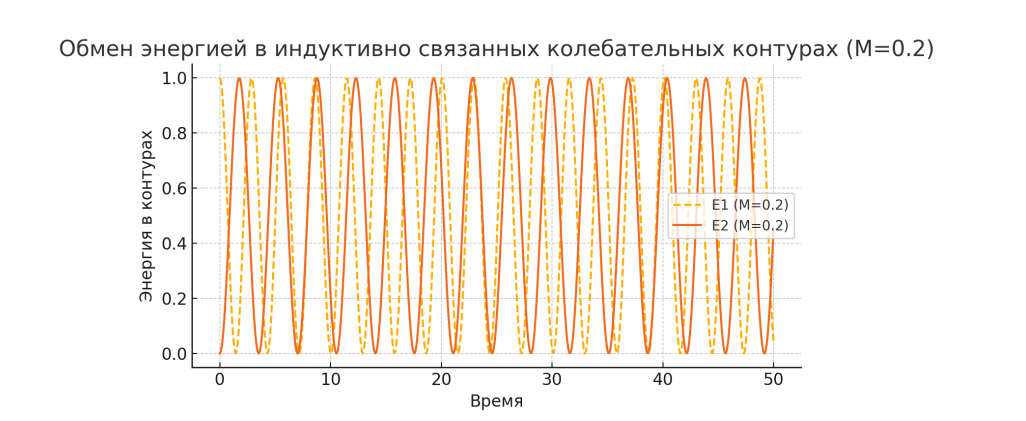 Обмен энергией в индуктивно связанных колебательных контурах (M=0.2)
Энергия в контурах
1.0
0.8
0.6
0.4
0.2
0.0
E1 (M=0.2)
E2 (M=0.2)
0 10 20 30 40 50
Время